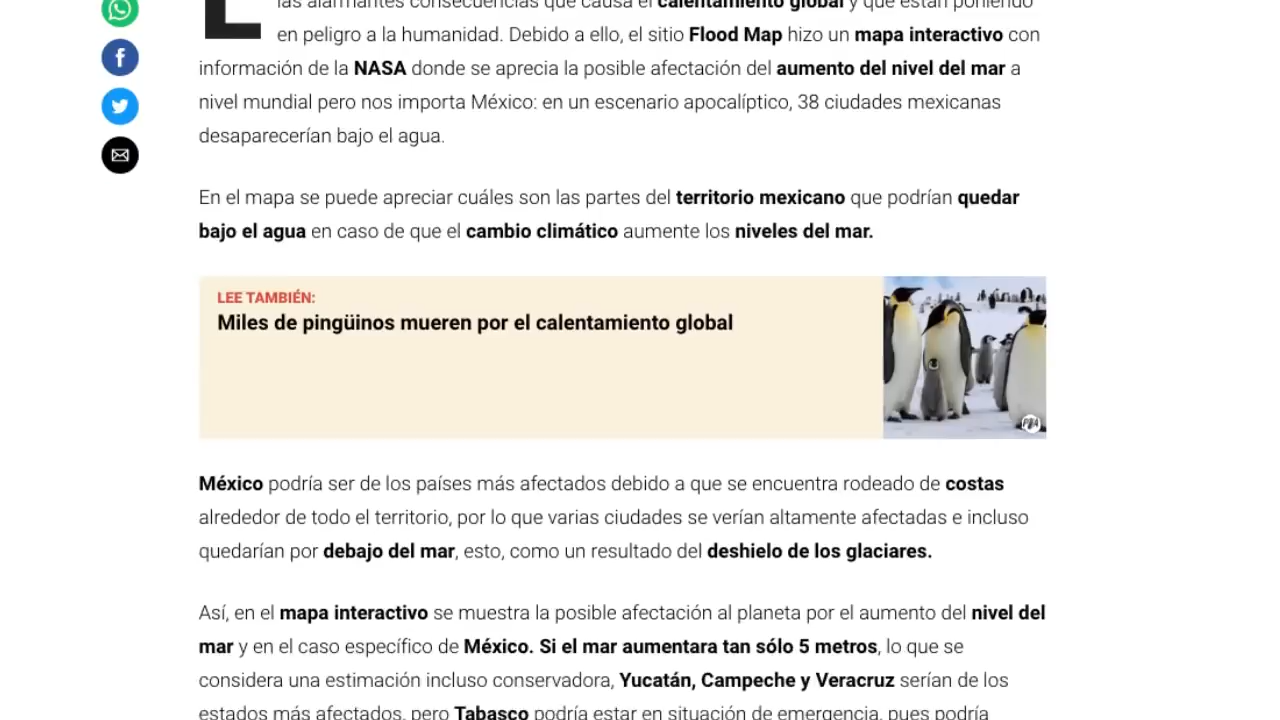 E las alarmantes consecuencias que causa el calentamiento global y que están poniendo
en peligro a la humanidad. Debido a ello, el sitio Flood Map hizo un mapa interactivo con
información de la NASA donde se aprecia la posible afectación del aumento del nivel del mar a
nivel mundial pero nos importa México: en un escenario apocalíptico, 38 ciudades mexicanas
desaparecerían bajo el agua.
En el mapa se puede apreciar cuáles son las partes del territorio mexicano que podrían quedar
bajo el agua en caso de que el cambio climático aumente los niveles del mar.
LEE TAMBIÉN:
Miles de pingüinos mueren por el calentamiento global
México podría ser de los países más afectados debido a que se encuentra rodeado de costas
alrededor de todo el territorio, por lo que varias ciudades se verían altamente afectadas e incluso
quedarían por debajo del mar, esto, como un resultado del deshielo de los glaciares.
Así, en el mapa interactivo se muestra la posible afectación al planeta por el aumento del nivel del
mar y en el caso específico de México. Si el mar aumentara tan sólo 5 metros, lo que se
considera una estimación incluso conservadora, Yucatán, Campeche y Veracruz serían de los
estados más afectados, pero Tabasco podría estar en situación de emergencia, pues podría